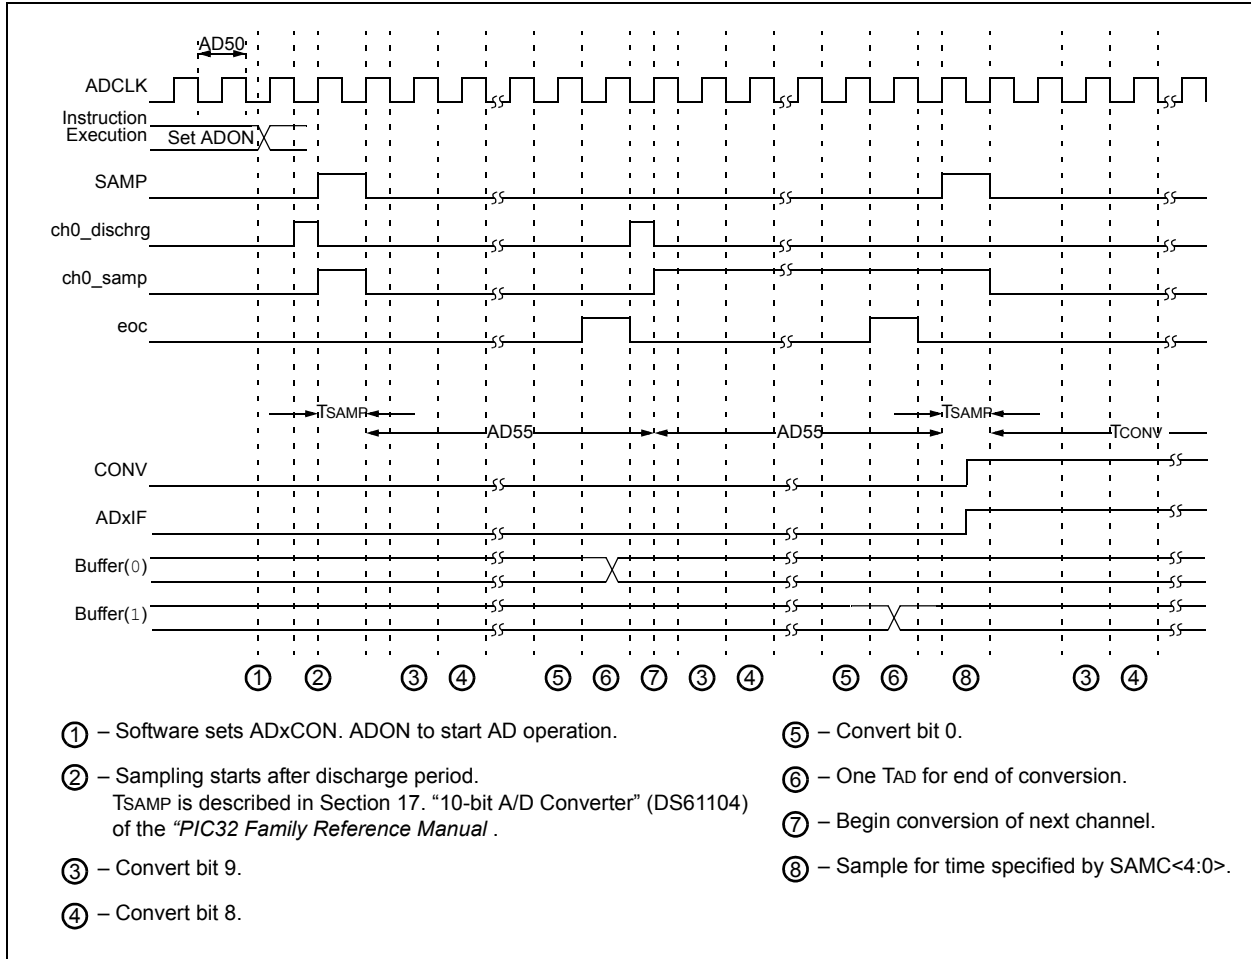 AD50
ADCLK
Instruction
Execution
Set ADON
SAMP
ch0_dischrg
ch0_samp
eoc
TSAMP
TSAMP
AD55
AD55
TCONV
CONV
ADxIF
Buffer(0)
Buffer(1)
1 2 3 4 5 6 7 3 4 5 6 8 3 4
1 – Software sets ADxCON. ADON to start AD operation.
2 – Sampling starts after discharge period.
TSAMP is described in Section 17. “10-bit A/D Converter” (DS61104)
of the “PIC32 Family Reference Manual .
3 – Convert bit 9.
4 – Convert bit 8.
5 – Convert bit 0.
6 – One TAD for end of conversion.
7 – Begin conversion of next channel.
8 – Sample for time specified by SAMC<4:0>.